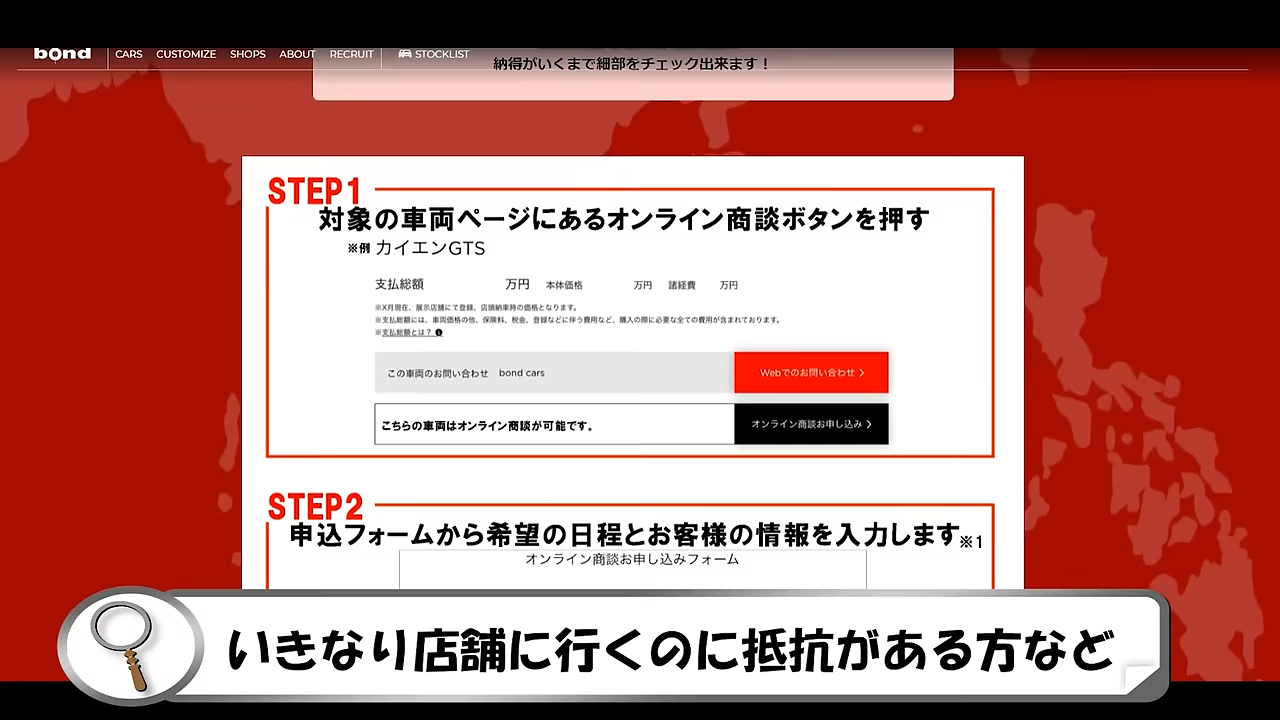 bond CARS CUSTOMIZE SHOPS ABOUT RECRUIT STOCKLIST
納得がいくまで細部をチェック出来ます！
STEP1
対象の車両ページにあるオンライン商談ボタンを押す
※例 カイエンGTS
支払総額 万円 本体価格 万円 諸経費 万円
※X月現在、展示店舗にて登録、店頭納車時の価格となります。
※支払総額には、車両価格の他、保険料、税金、登録などに伴う費用など、購入の際に必要な全ての費用が含まれております。
※支払総額とは？
この車両のお問い合わせ bond cars Webでのお問い合わせ
こちらの車両はオンライン商談が可能です。 オンライン商談お申し込み
STEP2
申込フォームから希望の日程とお客様の情報を入力します※1
オンライン商談お申し込みフォーム
いきなり店舗に行くのに抵抗がある方など